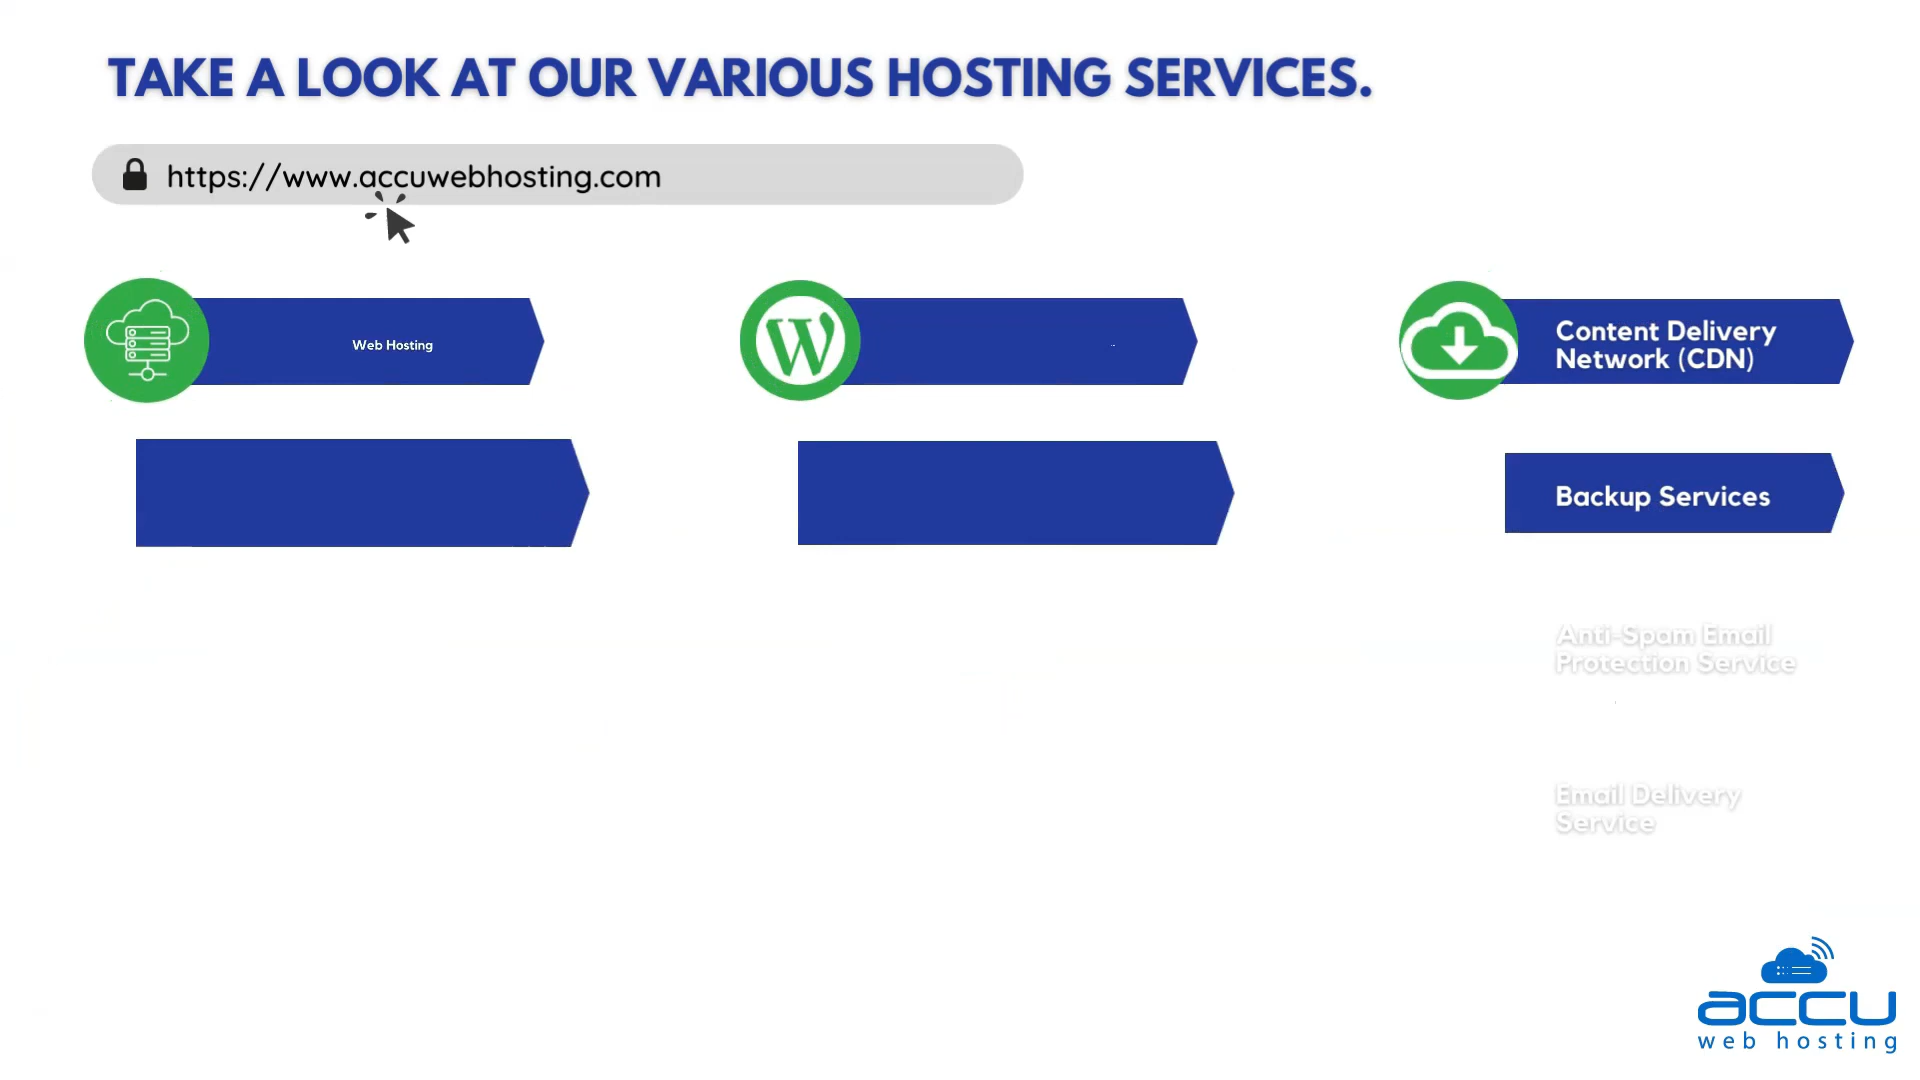 TAKE A LOOK AT OUR VARIOUS HOSTING SERVICES.
https://www.accuwebhosting.com
Web Hosting
Content Delivery
Network (CDN)
Backup Services
Anti-Spam Email
Protection Service
Email Delivery
Service
accu
web hosting